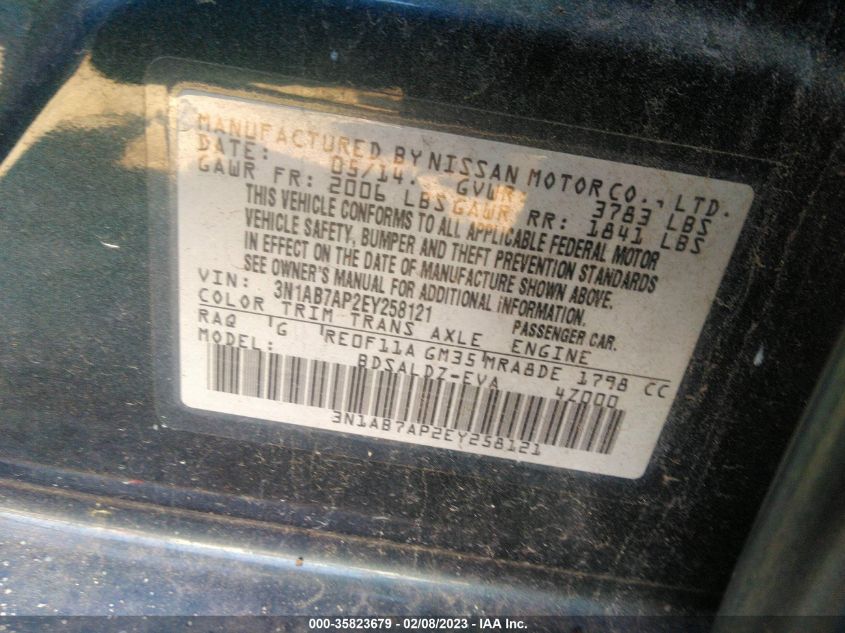 MANUFACTURED BY NISSAN MOTOR CO., LTD.
DATE: 05/14. GVWR: 3783 LBS
GAWR FR: 2006 LBS GAWR RR: 1841 LBS
THIS VEHICLE CONFORMS TO ALL APPLICABLE FEDERAL MOTOR
VEHICLE SAFETY, BUMPER AND THEFT PREVENTION STANDARDS
IN EFFECT ON THE DATE OF MANUFACTURE SHOWN ABOVE.
SEE OWNER'S MANUAL FOR ADDITIONAL INFORMATION.
VIN: 3N1AB7AP2EY258121 PASSENGER CAR.
COLOR TRIM TRANS AXLE ENGINE
RAQ G RE0F11A GM35 MRA8DE 1798 CC
MODEL: BDSALDZ-EVA 4Z000
3N1AB7AP2EY258121
000-35823679 - 02/08/2023 - IAA Inc.